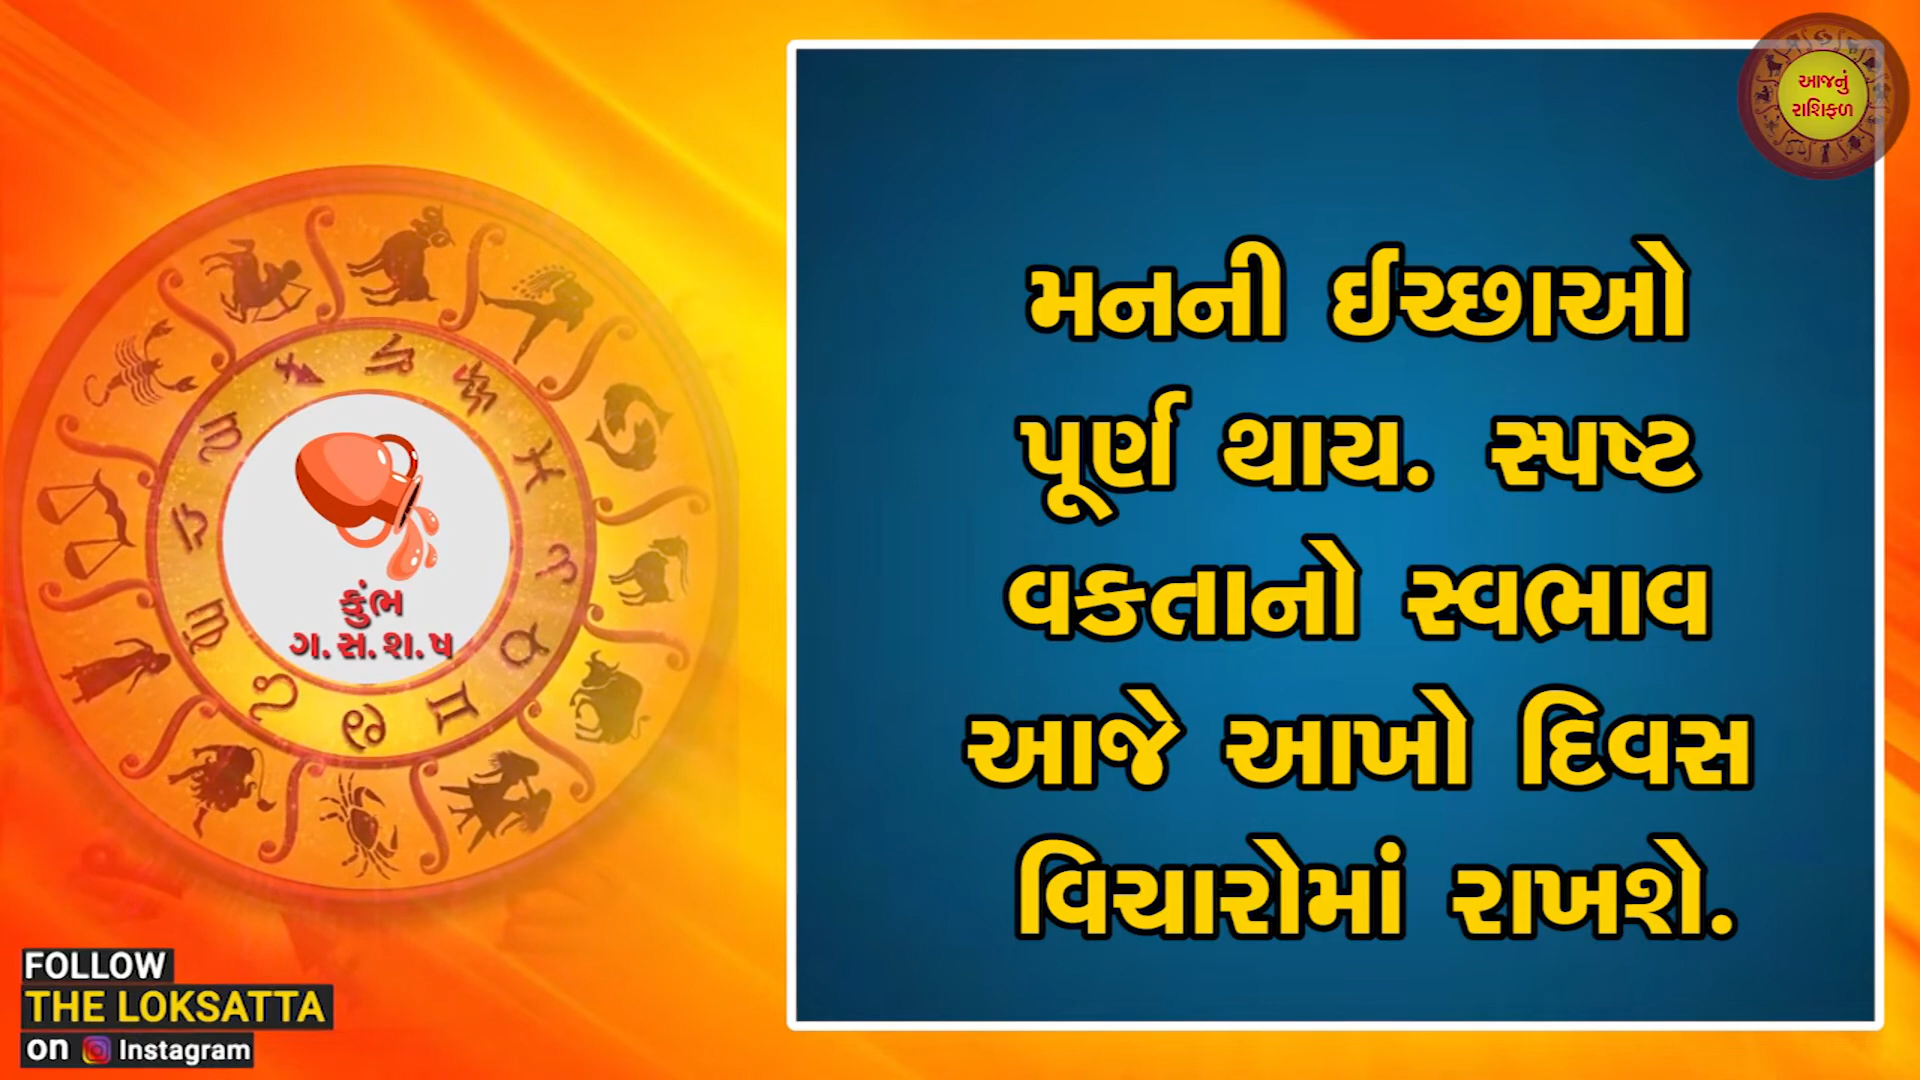 આજનું
રાશિફળ
મનની ઈચ્છાઓ
પૂર્ણ થાય. સ્પષ્ટ
વકતાનો સ્વભાવ
આજે આખો દિવસ
વિચારોમાં રાખશે.
કુંભ
ગ.સ.શ.ષ
FOLLOW
THE LOKSATTA
on Instagram